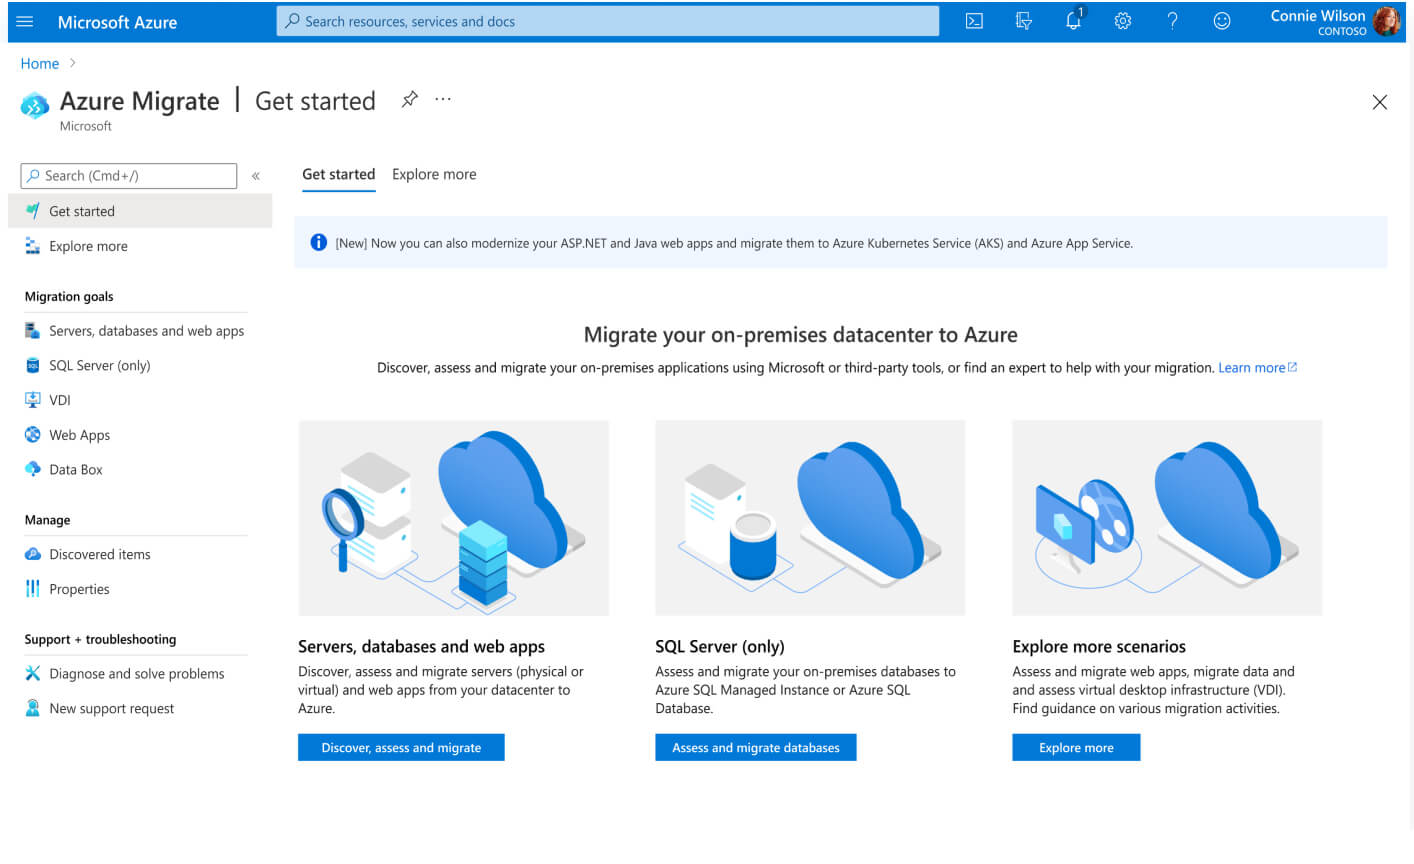 Microsoft Azure
Search resources, services and docs
1
Connie Wilson
CONTOSO
Home
Azure Migrate | Get started
Microsoft
Search (Cmd+/)
Get started
Explore more
Migration goals
Servers, databases and web apps
SQL Server (only)
VDI
Web Apps
Data Box
Manage
Discovered items
Properties
Support + troubleshooting
Diagnose and solve problems
New support request
Get started
Explore more
[New] Now you can also modernize your ASP.NET and Java web apps and migrate them to Azure Kubernetes Service (AKS) and Azure App Service.
Migrate your on-premises datacenter to Azure
Discover, assess and migrate your on-premises applications using Microsoft or third-party tools, or find an expert to help with your migration. Learn more
Servers, databases and web apps
Discover, assess and migrate servers (physical or
virtual) and web apps from your datacenter to
Azure.
Discover, assess and migrate
SQL Server (only)
Assess and migrate your on-premises databases to
Azure SQL Managed Instance or Azure SQL
Database.
Assess and migrate databases
Explore more scenarios
Assess and migrate web apps, migrate data and
and assess virtual desktop infrastructure (VDI).
Find guidance on various migration activities.
Explore more